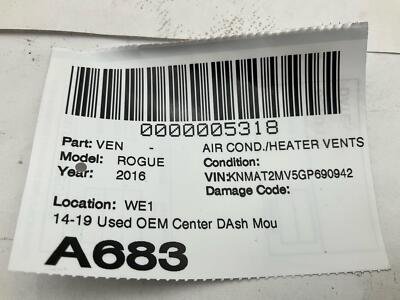 0000005318
Part: VEN - AIR COND./HEATER VENTS
Model: ROGUE Condition:
Year: 2016 VIN:KNMAT2MV5GP690942
Damage Code:
Location: WE1
14-19 Used OEM Center DAsh Mou
A683